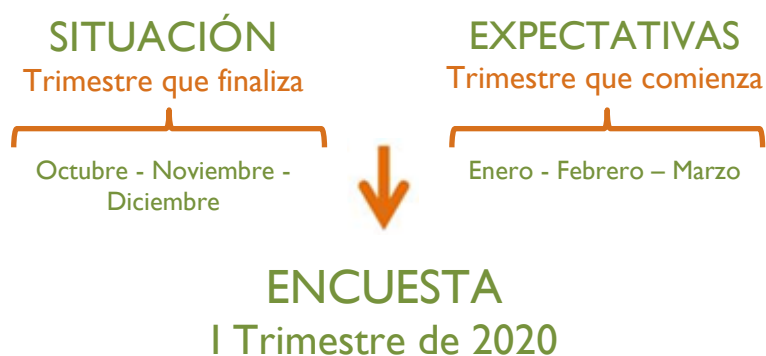 SITUACIÓN
Trimestre que finaliza
Octubre - Noviembre -
Diciembre
EXPECTATIVAS
Trimestre que comienza
Enero - Febrero – Marzo
ENCUESTA
I Trimestre de 2020